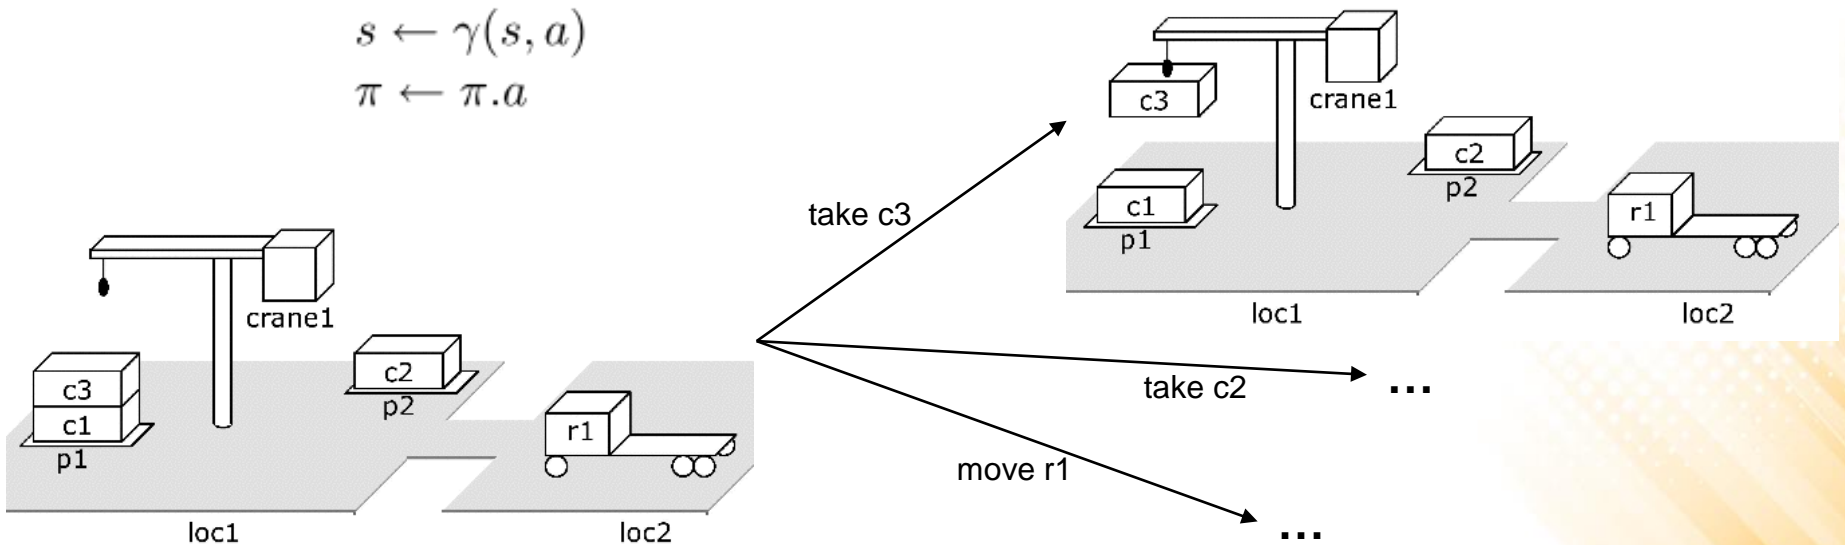 s ← γ(s, a)
π ← π.a
c3
crane1
c1
p1
c2
p2
r1
loc1
loc2
take c3
take c2
...
move r1
...
crane1
c3
c1
p1
c2
p2
r1
loc1
loc2